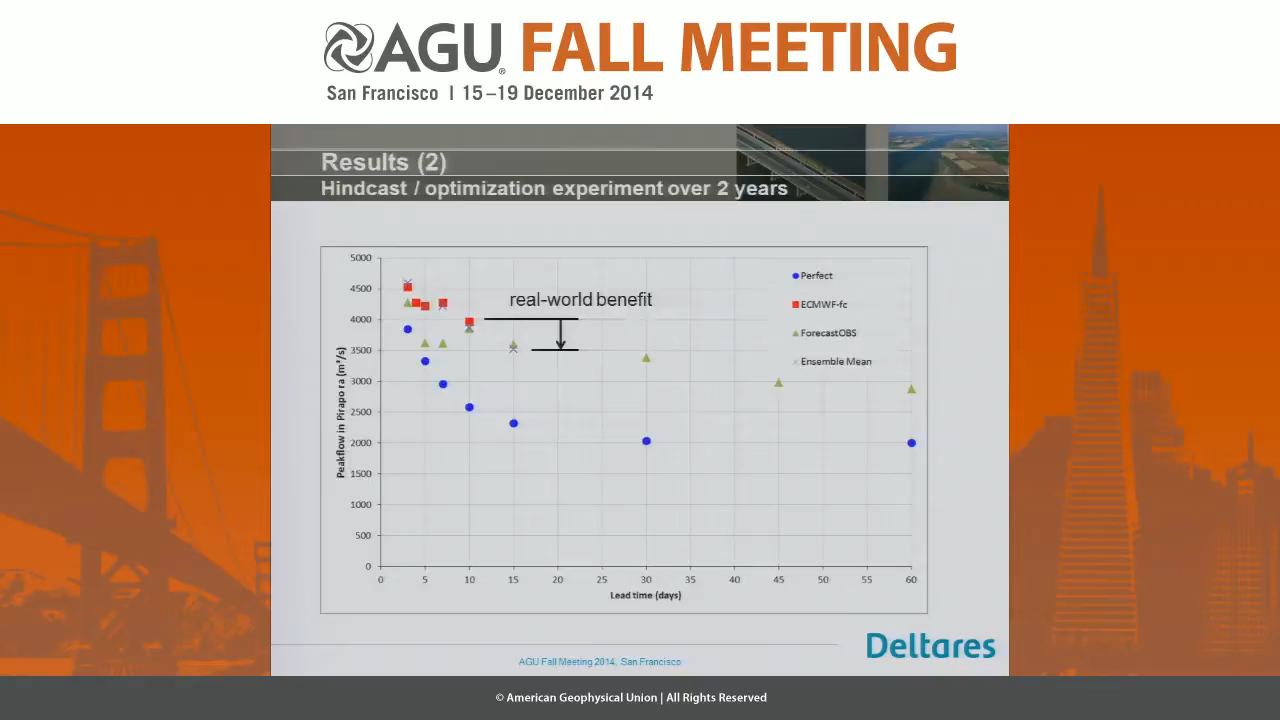 AGU FALL MEETING
San Francisco | 15–19 December 2014
Results (2)
Hindcast / optimization experiment over 2 years
5000
4500
4000
3500
3000
2500
2000
1500
1000
500
0
Peakflow in Pirapo ra (m³/s)
real-world benefit
Perfect
ECMWF-fc
ForecastOBS
Ensemble Mean
0 5 10 15 20 25 30 35 40 45 50 55 60
Lead time (days)
Deltares
AGU Fall Meeting 2014, San Francisco
© American Geophysical Union | All Rights Reserved